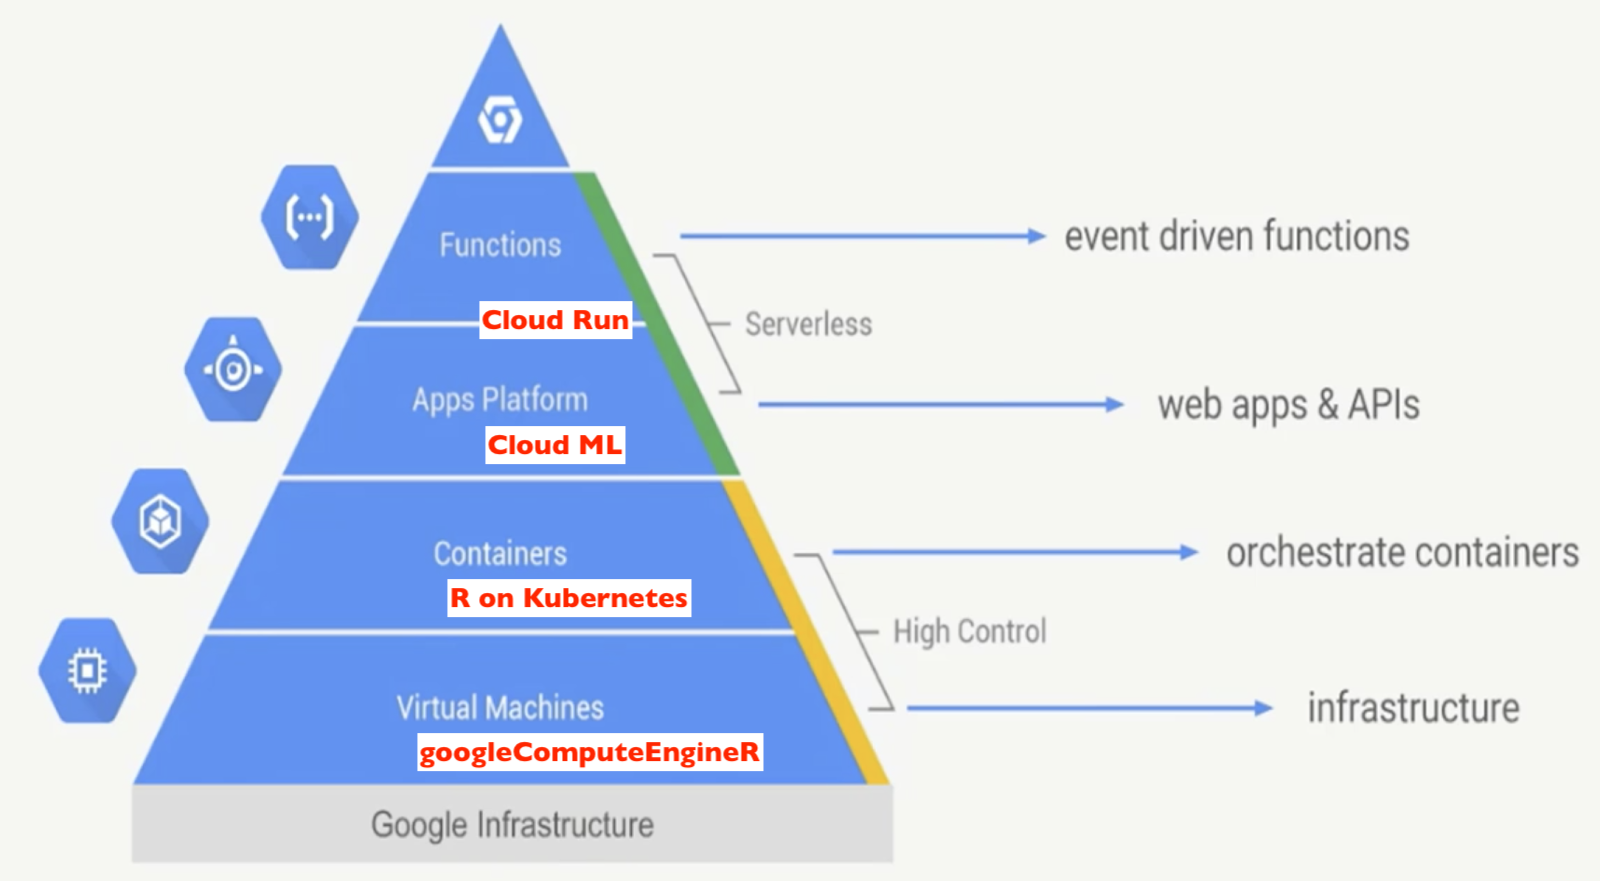 Functions
event driven functions
Cloud Run
Serverless
Apps Platform
web apps & APIs
Cloud ML
Containers
orchestrate containers
R on Kubernetes
High Control
Virtual Machines
infrastructure
googleComputeEngineR
Google Infrastructure